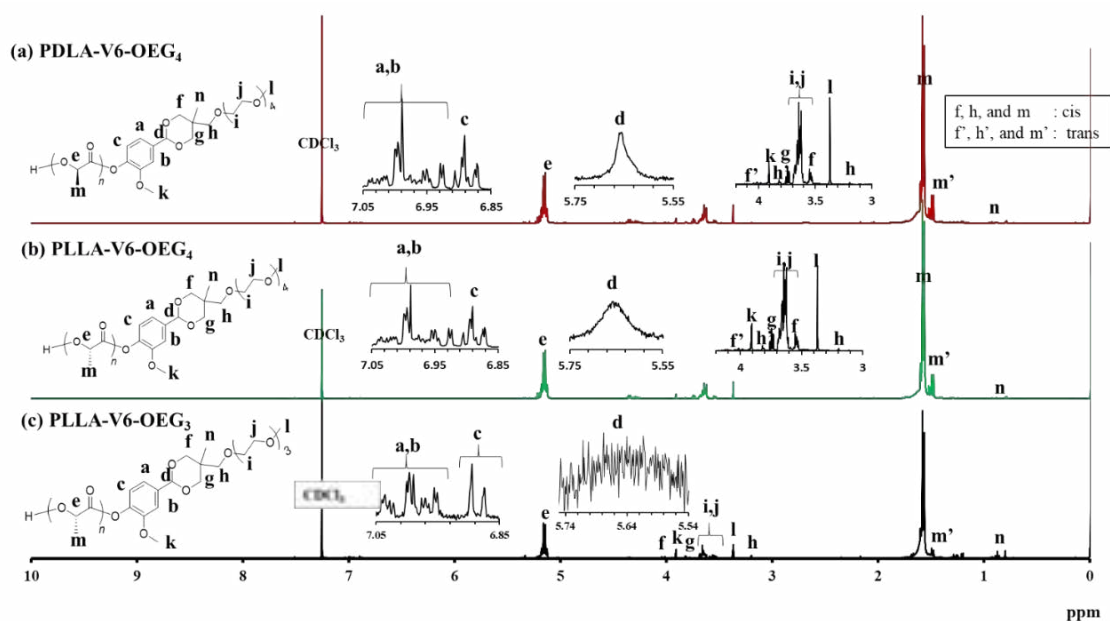 (a) PDLA-V6-OEG4
f n j l
O O O 4
d h i
c a g
e O b
H O n O
m O k
CDCl3
a,b
c
7.05 6.95 6.85
e
d
5.75 5.55
i,j
l
k g f
f' h h
4 3.5 3
m
m'
n
f, h, and m : cis
f', h', and m' : trans
(b) PLLA-V6-OEG4
f n j l
O O O 4
d h i
c a g
e O b
H O n O
m O k
CDCl3
a,b
c
7.05 6.95 6.85
e
d
5.75 5.55
i,j
l
k g f
f' h h
4 3.5 3
m
m'
n
(c) PLLA-V6-OEG3
f n j l
O O O 3
d h i
c a g
e O b
H O n O
m O k
CDCl3
a,b
c
7.05 6.85
e
d
5.74 5.64 5.54
i,j
f k g l h
m'
n
10 9 8 7 6 5 4 3 2 1 0
ppm